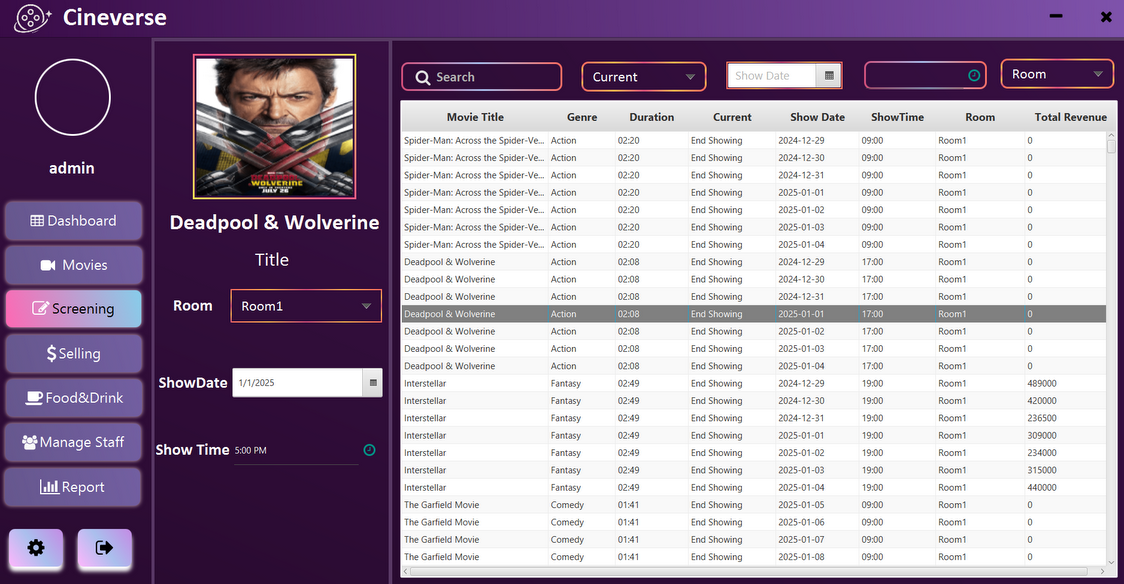 Cineverse
admin
Dashboard
Movies
Screening
Selling
Food&Drink
Manage Staff
Report
DEADPOOL &
WOLVERINE
JULY 26
Deadpool & Wolverine
Title
Room Room1
ShowDate 1/1/2025
Show Time 5:00 PM
Search Current Show Date Room
Movie Title Genre Duration Current Show Date ShowTime Room Total Revenue
Spider-Man: Across the Spider-Ve... Action 02:20 End Showing 2024-12-29 09:00 Room1 0
Spider-Man: Across the Spider-Ve... Action 02:20 End Showing 2024-12-30 09:00 Room1 0
Spider-Man: Across the Spider-Ve... Action 02:20 End Showing 2024-12-31 09:00 Room1 0
Spider-Man: Across the Spider-Ve... Action 02:20 End Showing 2025-01-01 09:00 Room1 0
Spider-Man: Across the Spider-Ve... Action 02:20 End Showing 2025-01-02 09:00 Room1 0
Spider-Man: Across the Spider-Ve... Action 02:20 End Showing 2025-01-03 09:00 Room1 0
Spider-Man: Across the Spider-Ve... Action 02:20 End Showing 2025-01-04 09:00 Room1 0
Deadpool & Wolverine Action 02:08 End Showing 2024-12-29 17:00 Room1 0
Deadpool & Wolverine Action 02:08 End Showing 2024-12-30 17:00 Room1 0
Deadpool & Wolverine Action 02:08 End Showing 2024-12-31 17:00 Room1 0
Deadpool & Wolverine Action 02:08 End Showing 2025-01-01 17:00 Room1 0
Deadpool & Wolverine Action 02:08 End Showing 2025-01-02 17:00 Room1 0
Deadpool & Wolverine Action 02:08 End Showing 2025-01-03 17:00 Room1 0
Deadpool & Wolverine Action 02:08 End Showing 2025-01-04 17:00 Room1 0
Interstellar Fantasy 02:49 End Showing 2024-12-29 19:00 Room1 489000
Interstellar Fantasy 02:49 End Showing 2024-12-30 19:00 Room1 420000
Interstellar Fantasy 02:49 End Showing 2024-12-31 19:00 Room1 236500
Interstellar Fantasy 02:49 End Showing 2025-01-01 19:00 Room1 309000
Interstellar Fantasy 02:49 End Showing 2025-01-02 19:00 Room1 234000
Interstellar Fantasy 02:49 End Showing 2025-01-03 19:00 Room1 315000
Interstellar Fantasy 02:49 End Showing 2025-01-04 19:00 Room1 440000
The Garfield Movie Comedy 01:41 End Showing 2025-01-05 09:00 Room1 0
The Garfield Movie Comedy 01:41 End Showing 2025-01-06 09:00 Room1 0
The Garfield Movie Comedy 01:41 End Showing 2025-01-07 09:00 Room1 0
The Garfield Movie Comedy 01:41 End Showing 2025-01-08 09:00 Room1 0